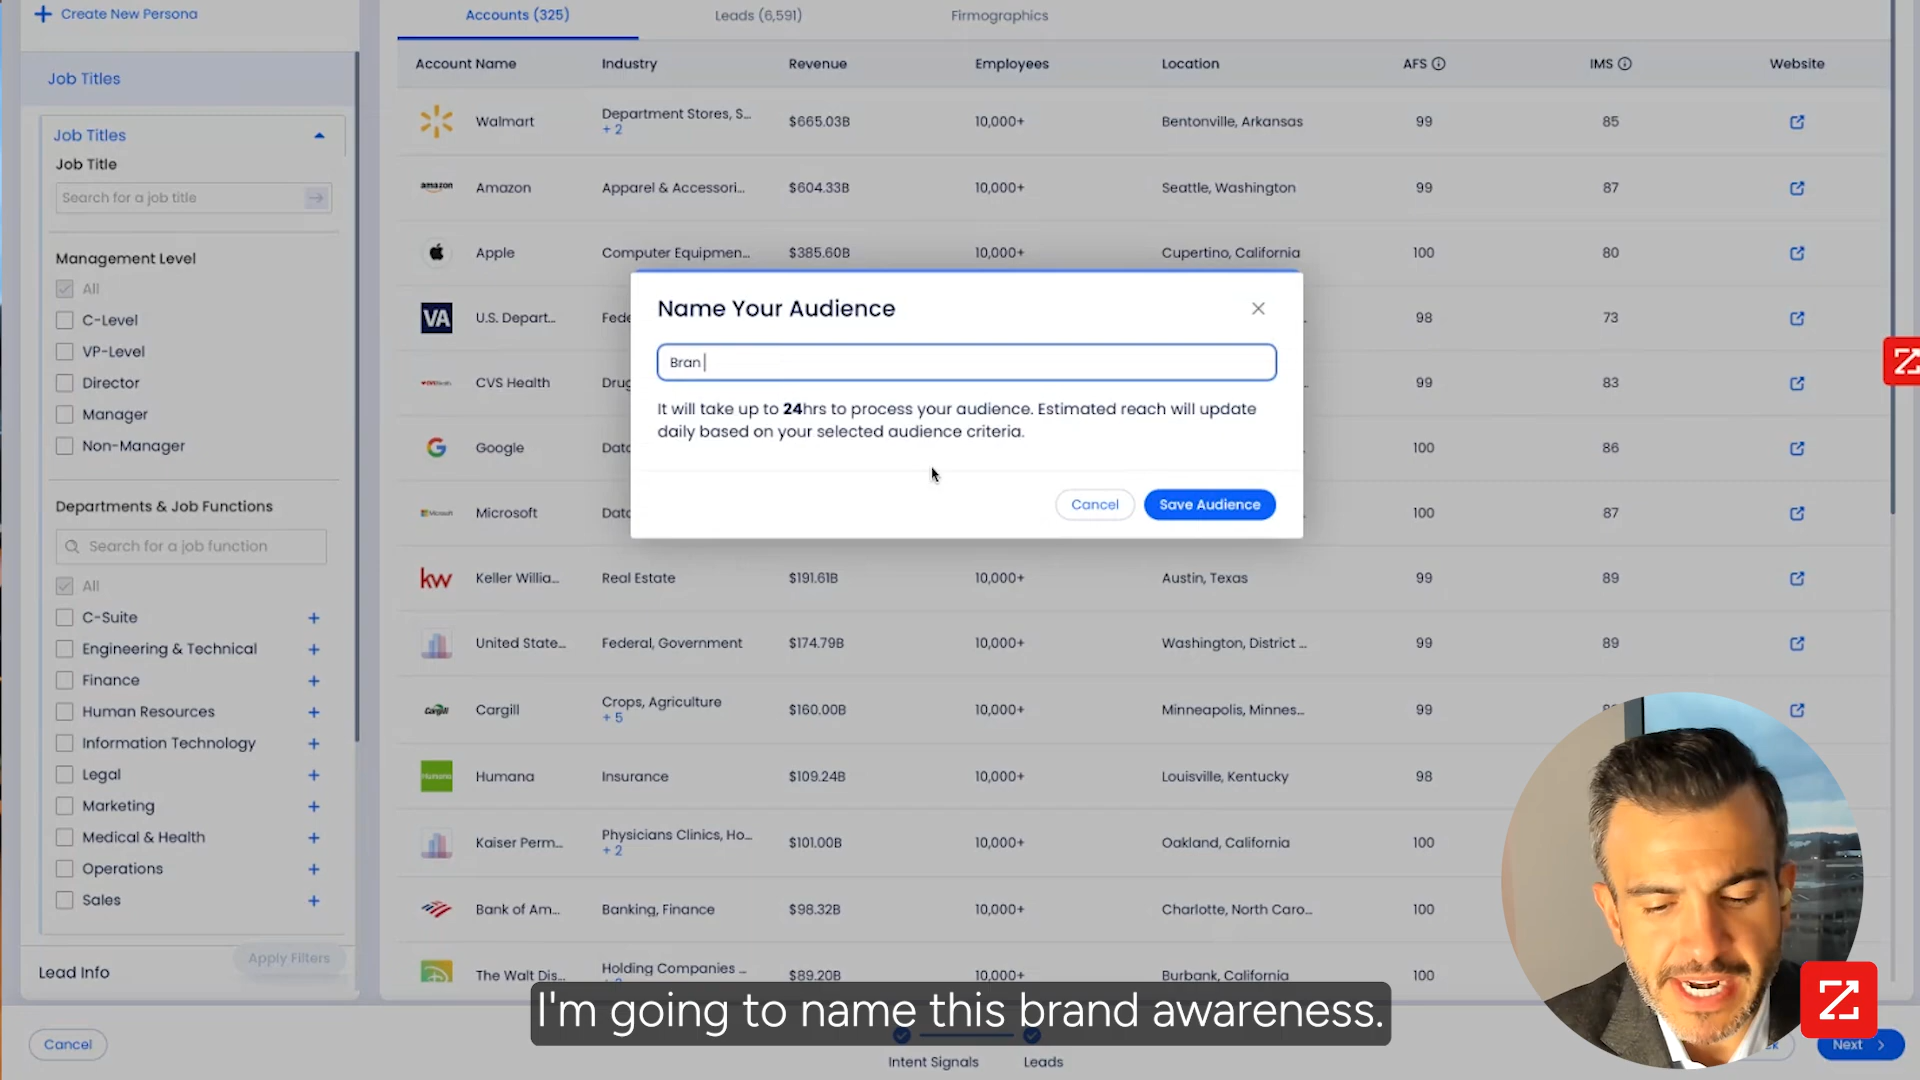 Create New Persona
Accounts (325) Leads (6,591) Firmographics
Job Titles
Job Titles
Job Title
Search for a job title
Management Level
All
C-Level
VP-Level
Director
Manager
Non-Manager
Departments & Job Functions
Search for a job function
All
C-Suite
Engineering & Technical
Finance
Human Resources
Information Technology
Legal
Marketing
Medical & Health
Operations
Sales
Apply Filters
Lead Info
Account Name Industry Revenue Employees Location AFS IMS Website
Walmart Department Stores, S... $665.03B 10,000+ Bentonville, Arkansas 99 85
+ 2
amazon Amazon Apparel & Accessori... $604.33B 10,000+ Seattle, Washington 99 87
Apple Computer Equipmen... $385.60B 10,000+ Cupertino, California 100 80
VA U.S. Depart... Fede 98 73
CVS Health Drug 99 83
Google Data 100 86
Microsoft Data 100 87
kw Keller Willia... Real Estate $191.61B 10,000+ Austin, Texas 99 89
United State... Federal, Government $174.79B 10,000+ Washington, District ... 99 89
Cargill Cargill Crops, Agriculture $160.00B 10,000+ Minneapolis, Minnes... 99
+ 5
Humana Humana Insurance $109.24B 10,000+ Louisville, Kentucky 98
Kaiser Perm... Physicians Clinics, Ho... $101.00B 10,000+ Oakland, California 100
+ 2
Bank of Am... Banking, Finance $98.32B 10,000+ Charlotte, North Caro... 100
The Walt Dis... Holding Companies ... $89.20B 10,000+ Burbank, California 100
Name Your Audience
Bran
It will take up to 24hrs to process your audience. Estimated reach will update
daily based on your selected audience criteria.
Cancel Save Audience
I'm going to name this brand awareness.
Cancel
Intent Signals Leads
Next